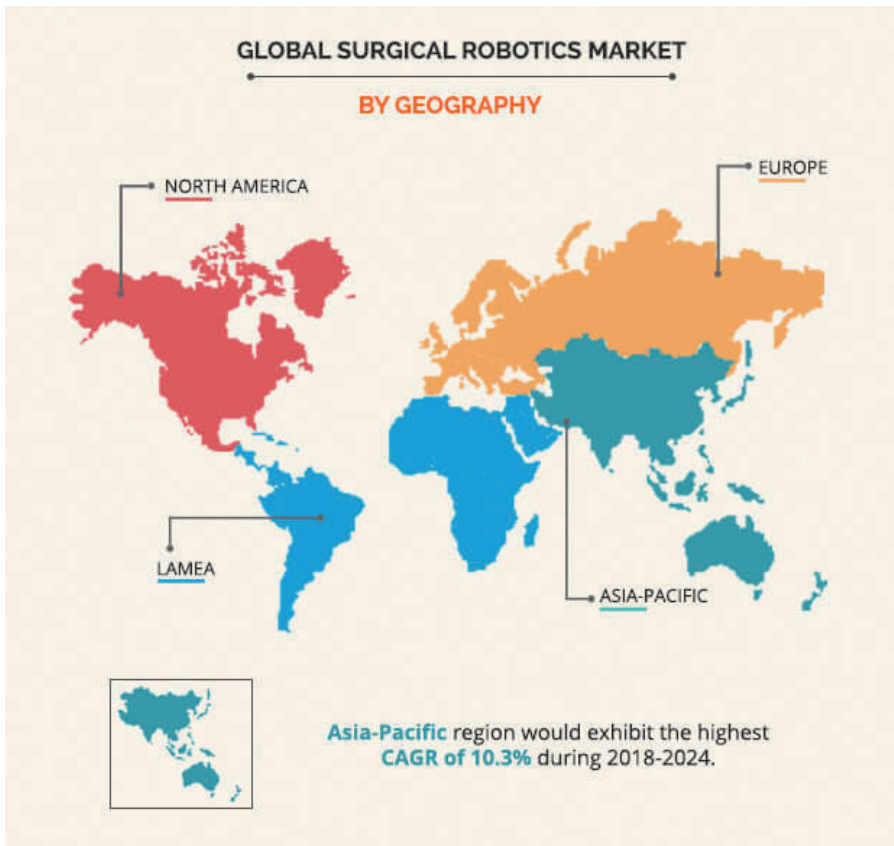 GLOBAL SURGICAL ROBOTICS MARKET
BY GEOGRAPHY
NORTH AMERICA
EUROPE
LAMEA
ASIA-PACIFIC
Asia-Pacific region would exhibit the highest
CAGR of 10.3% during 2018-2024.